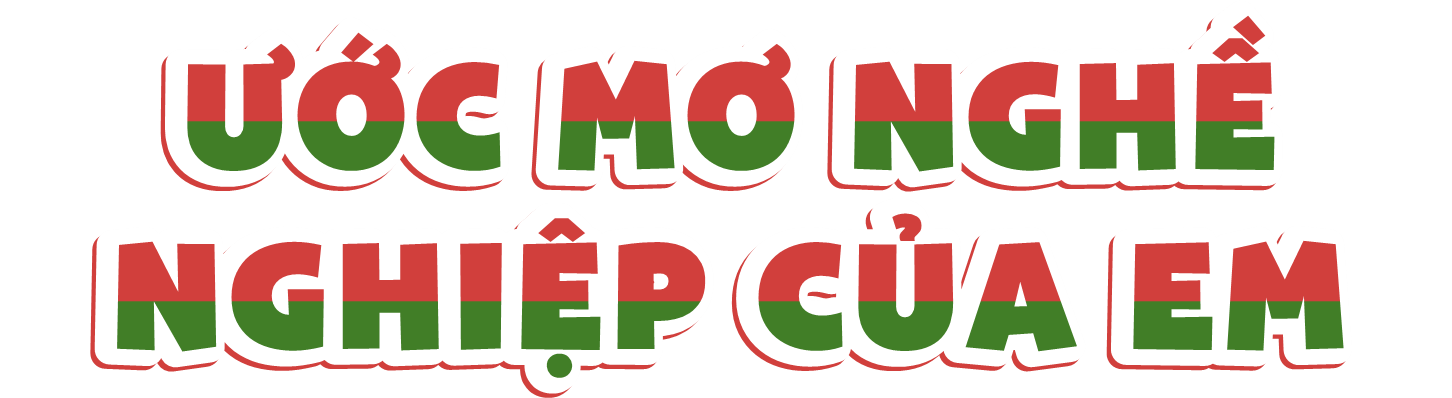 ƯỚC MƠ NGHỀ
NGHIỆP CỦA EM